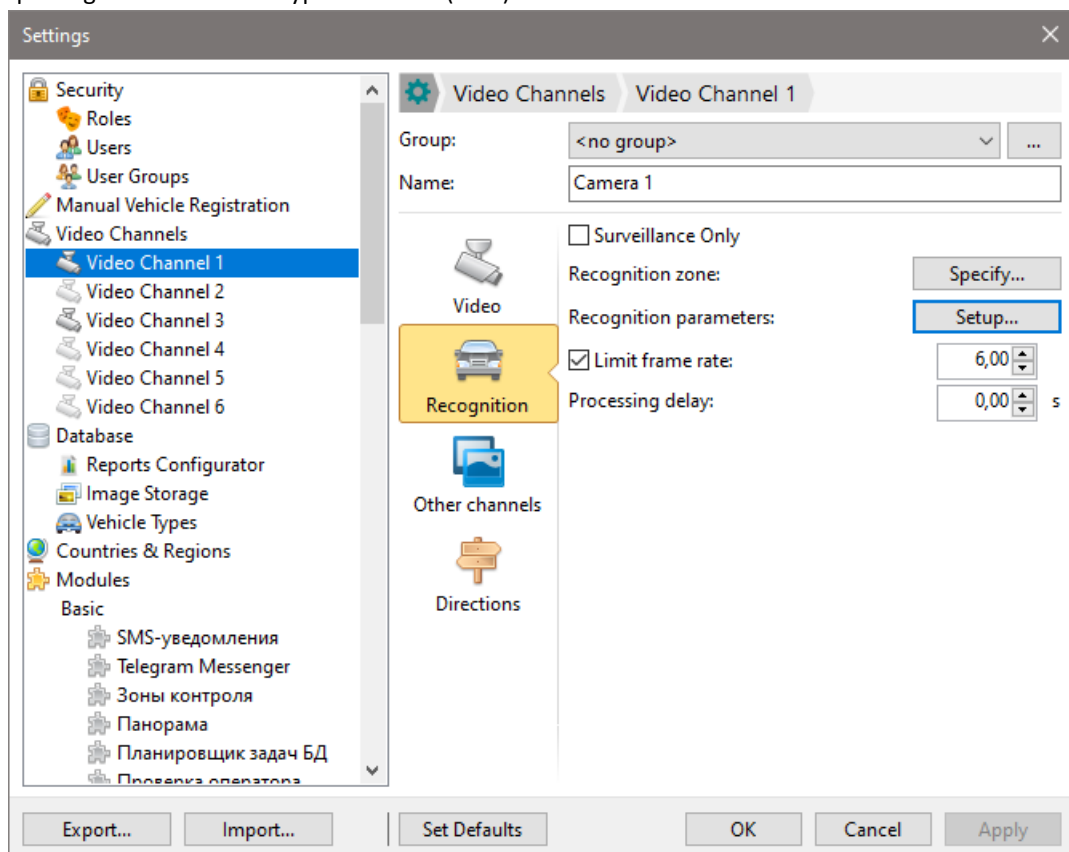 Settings
Security
Roles
Users
User Groups
Manual Vehicle Registration
Video Channels
Video Channel 1
Video Channel 2
Video Channel 3
Video Channel 4
Video Channel 5
Video Channel 6
Database
Reports Configurator
Image Storage
Vehicle Types
Countries & Regions
Modules
Basic
SMS-уведомления
Telegram Messenger
Зоны контроля
Панорама
Планировщик задач БД
Проверка оператора
Video Channels Video Channel 1
Group: <no group> ...
Name: Camera 1
Video
Recognition
Other channels
Directions
Surveillance Only
Recognition zone: Specify...
Recognition parameters: Setup...
Limit frame rate: 6,00
Processing delay: 0,00 s
Export... Import... Set Defaults OK Cancel Apply